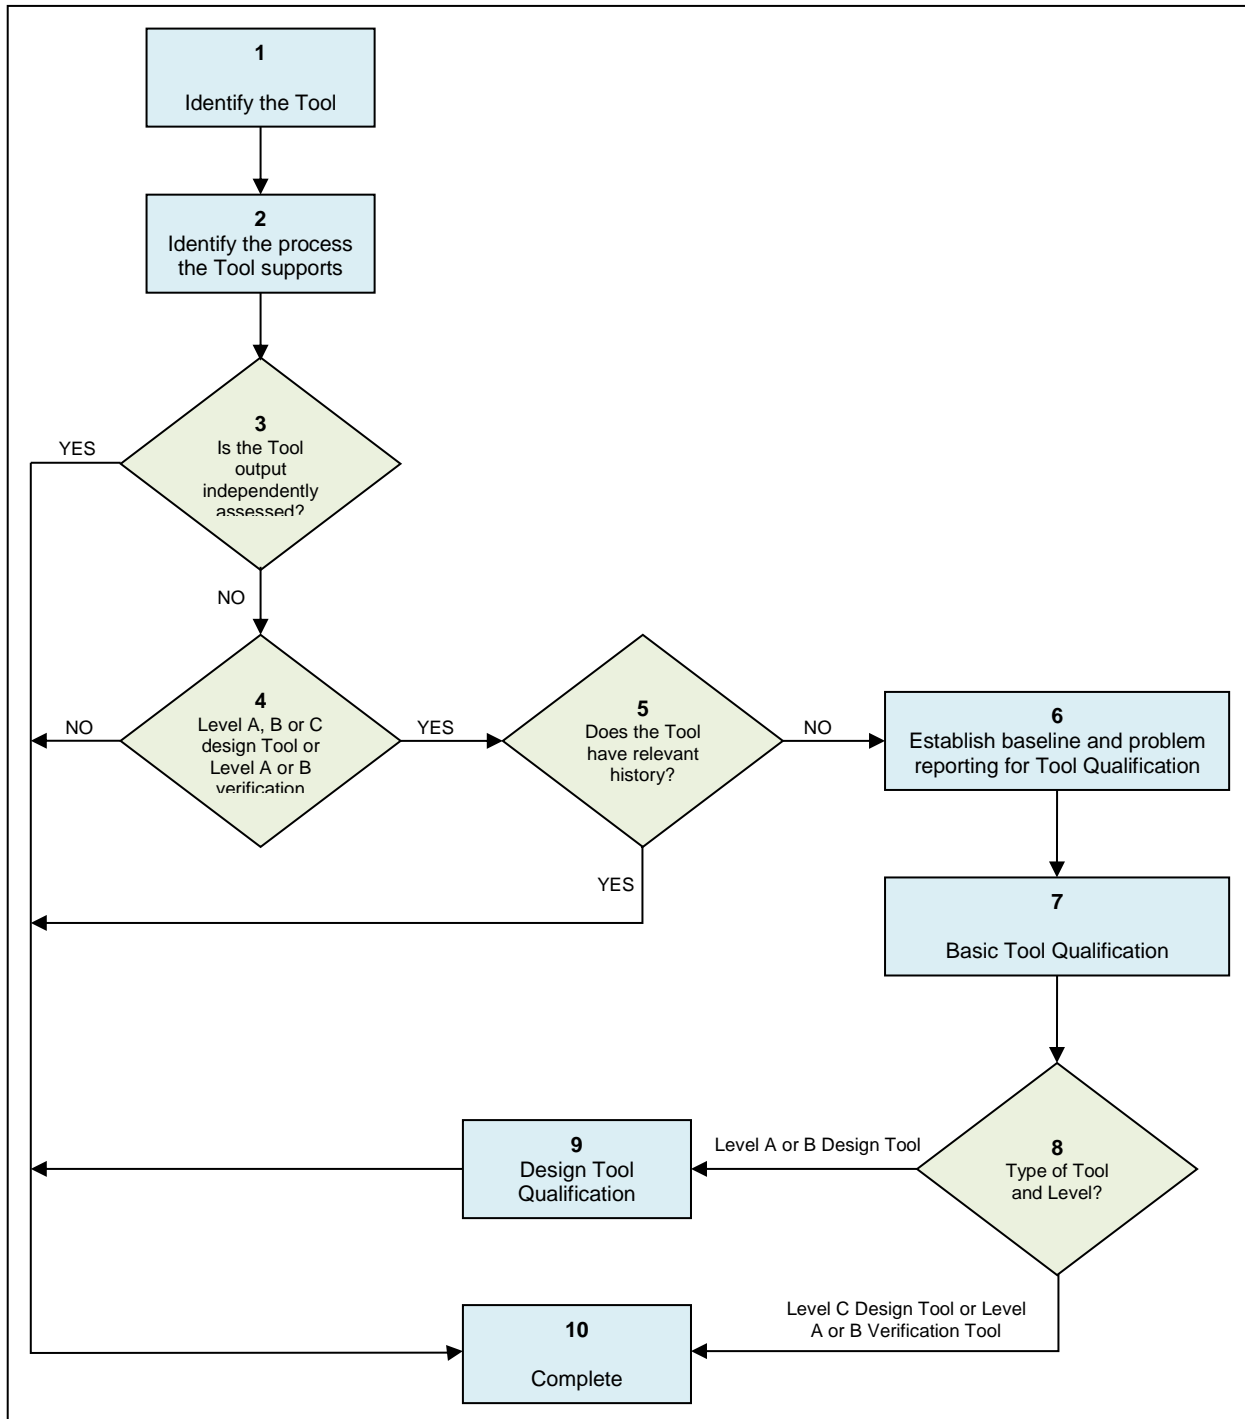 1
Identify the Tool
2
Identify the process
the Tool supports
3
Is the Tool
output
independently
assessed?
YES
NO
4
Level A, B or C
design Tool or
Level A or B
verification
NO
YES
5
Does the Tool
have relevant
history?
NO
YES
6
Establish baseline and problem
reporting for Tool Qualification
7
Basic Tool Qualification
8
Type of Tool
and Level?
Level A or B Design Tool
9
Design Tool
Qualification
Level C Design Tool or Level
A or B Verification Tool
10
Complete